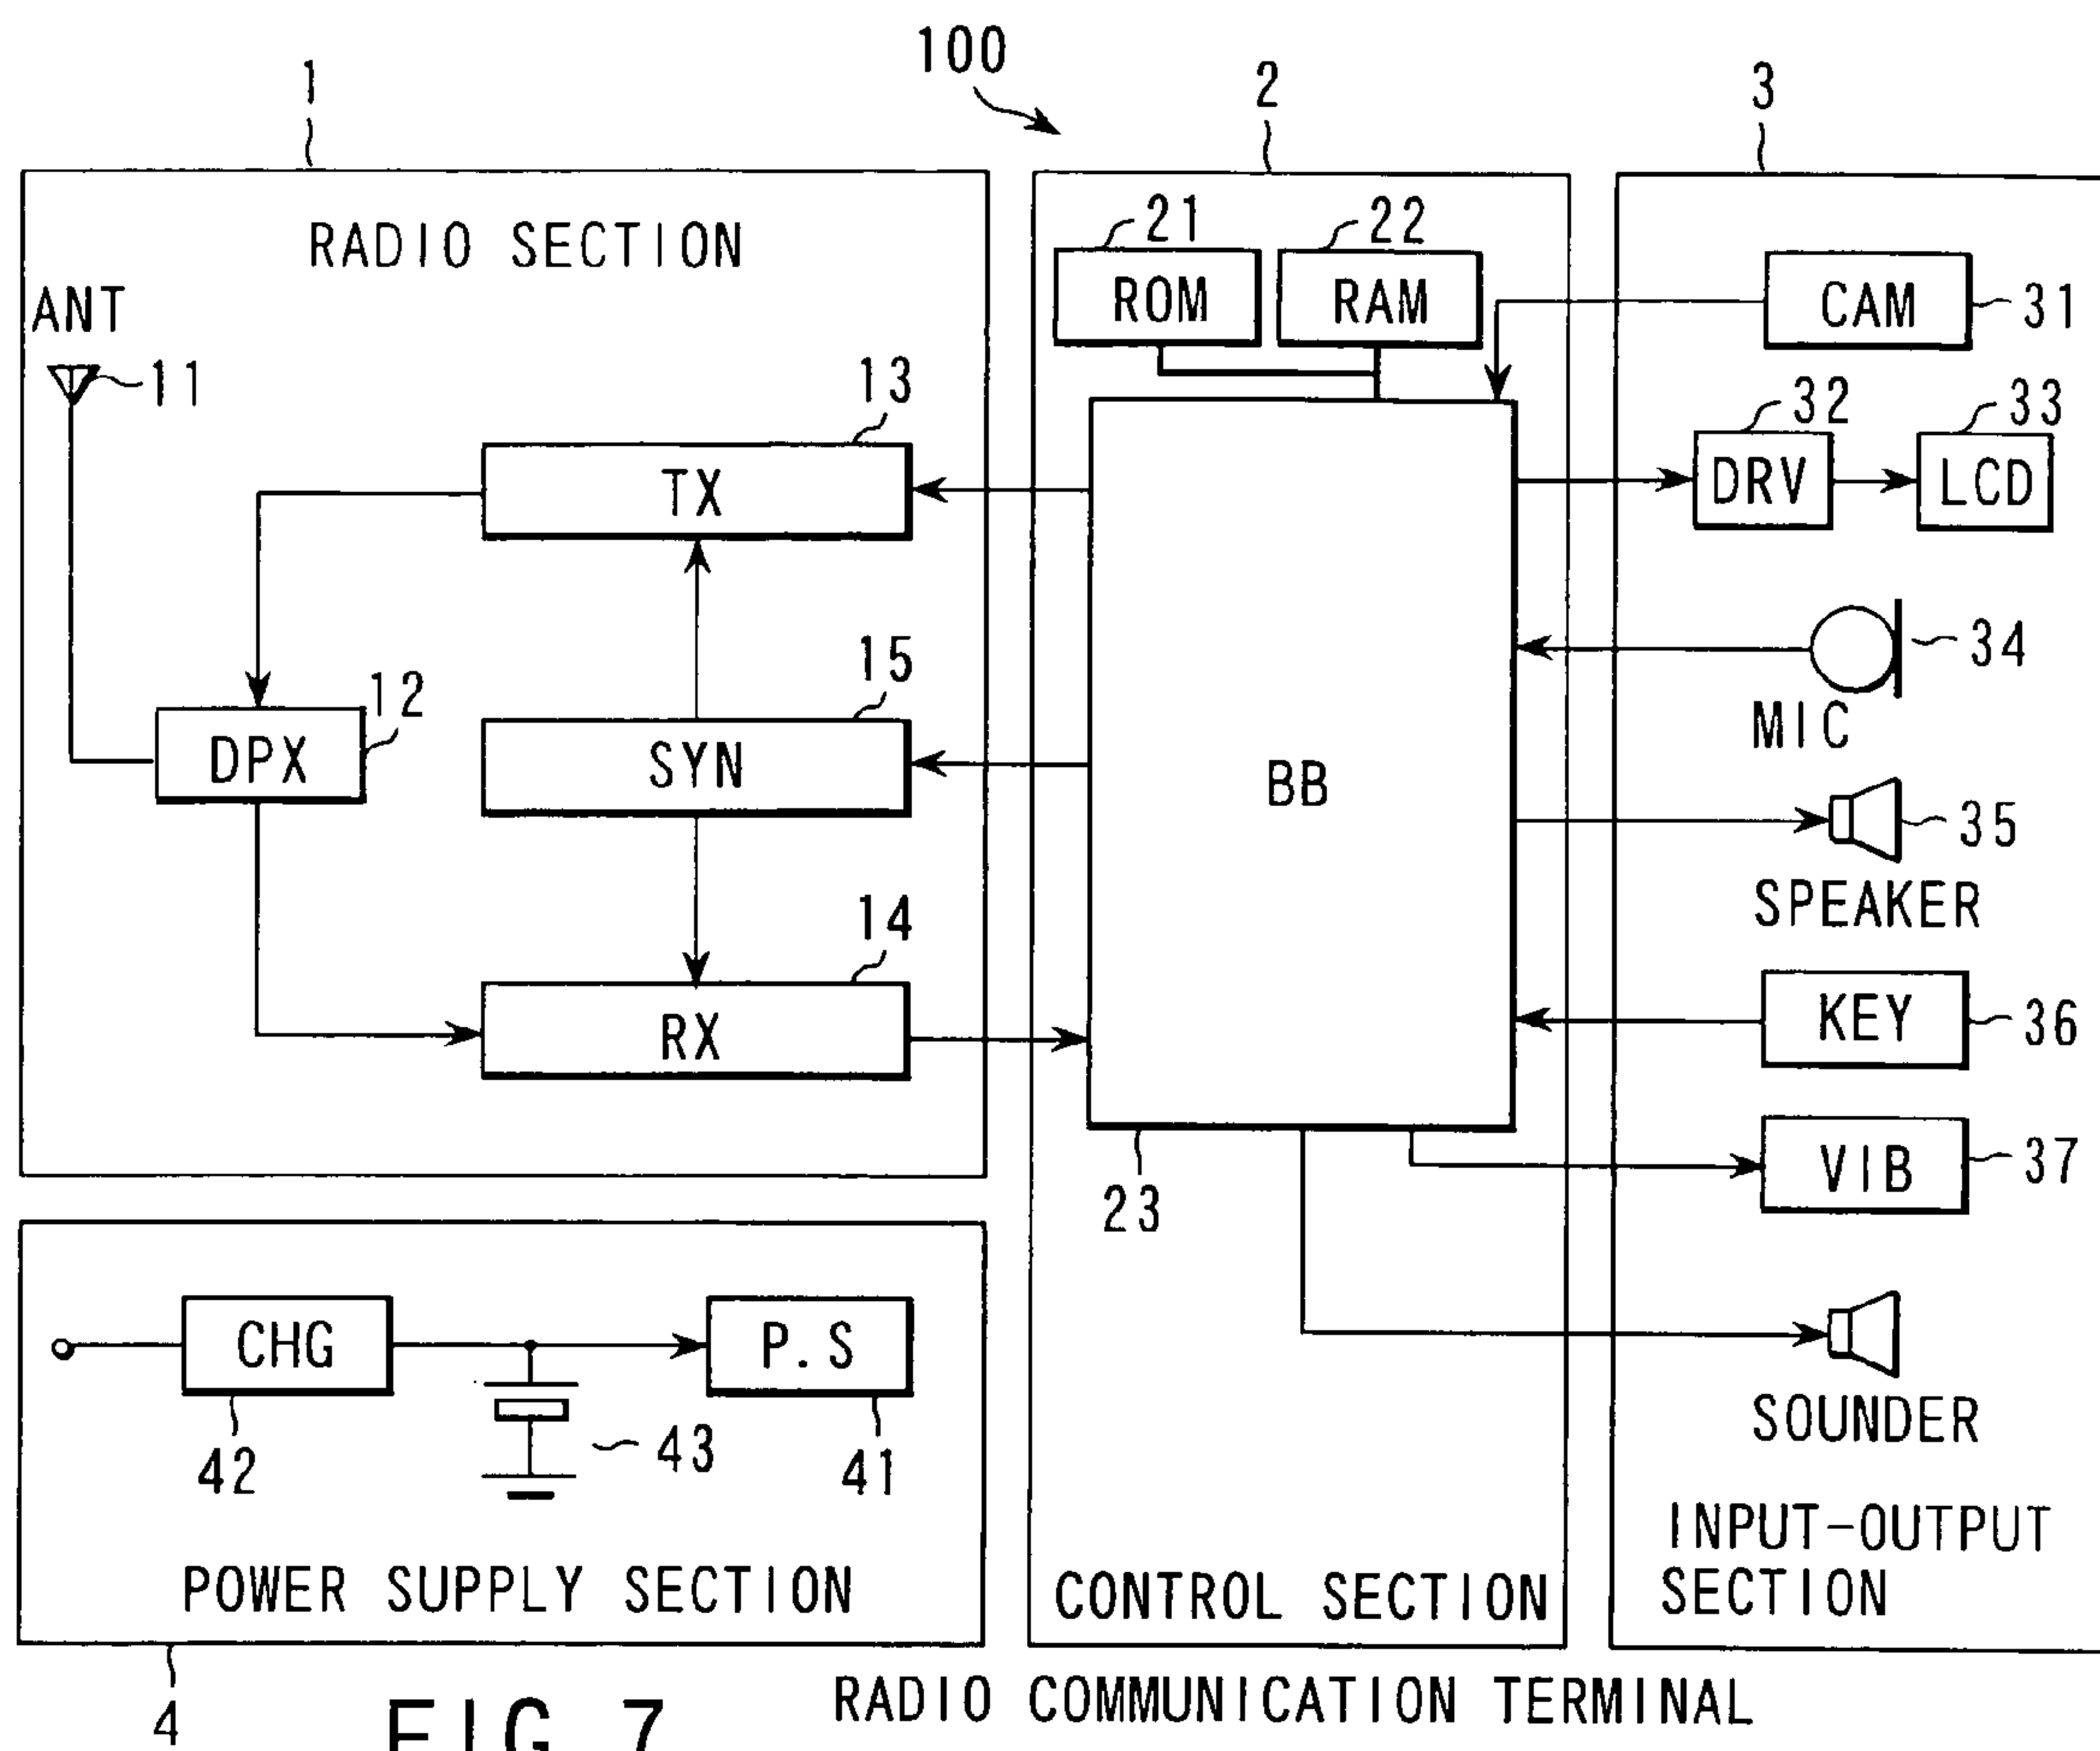 100
1
2
3
RADIO SECTION
ANT
11
13
TX
15
12
DPX
SYN
14
RX
21
22
ROM
RAM
BB
23
CONTROL SECTION
CAM
31
32
33
DRV
LCD
34
MIC
35
SPEAKER
KEY
36
VIB
37
SOUNDER
INPUT-OUTPUT
SECTION
CHG
P.S
42
43
41
POWER SUPPLY SECTION
4
FIG 7
RADIO COMMUNICATION TERMINAL